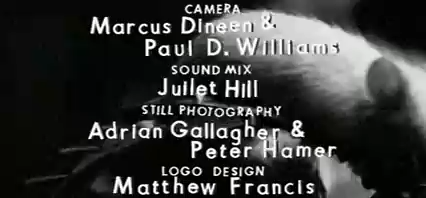 CAMERA
Marcus Dineen &
Paul D. Williams
SOUND MIX
Juliet Hill
STILL PHOTOGRAPHY
Adrian Gallagher &
Peter Hamer
LOGO DESIGN
Matthew Francis